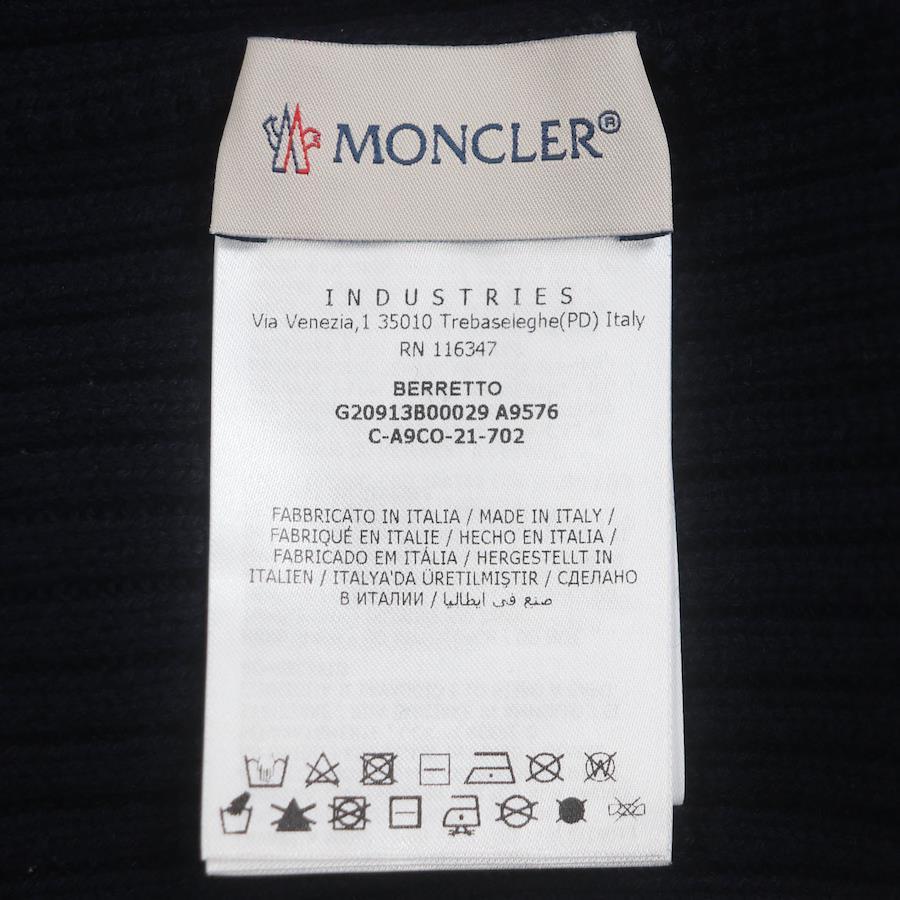 MONCLER®
INDUSTRIES
Via Venezia,1 35010 Trebaseleghe(PD) Italy
RN 116347
BERRETTO
G20913B00029 A9576
C-A9CO-21-702
FABBRICATO IN ITALIA / MADE IN ITALY /
FABRIQUÉ EN ITALIE / HECHO EN ITALIA /
FABRICADO EM ITÁLIA / HERGESTELLT IN
ITALIEN / ITALYA'DA ÜRETILMIŞTIR / СДЕЛАНО
В ИТАЛИИ / صنع في ايطاليا
W